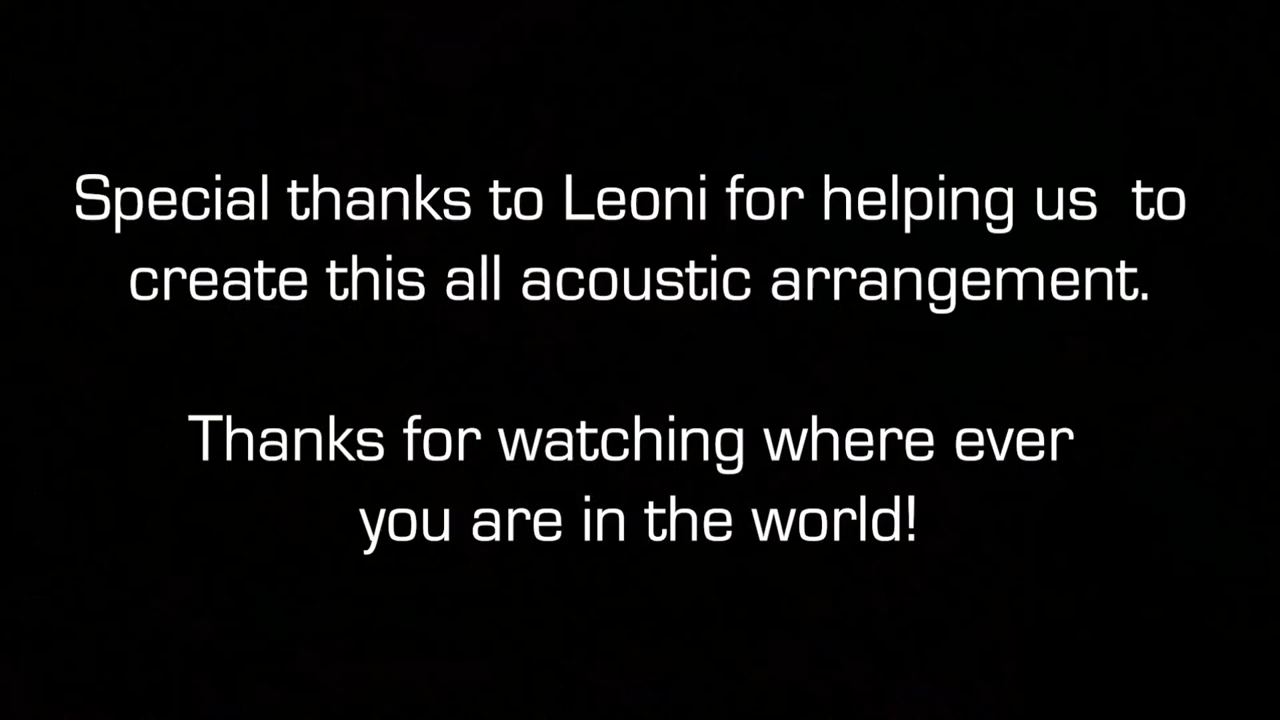 Special thanks to Leoni for helping us  to
create this all acoustic arrangement.
Thanks for watching where ever
you are in the world!